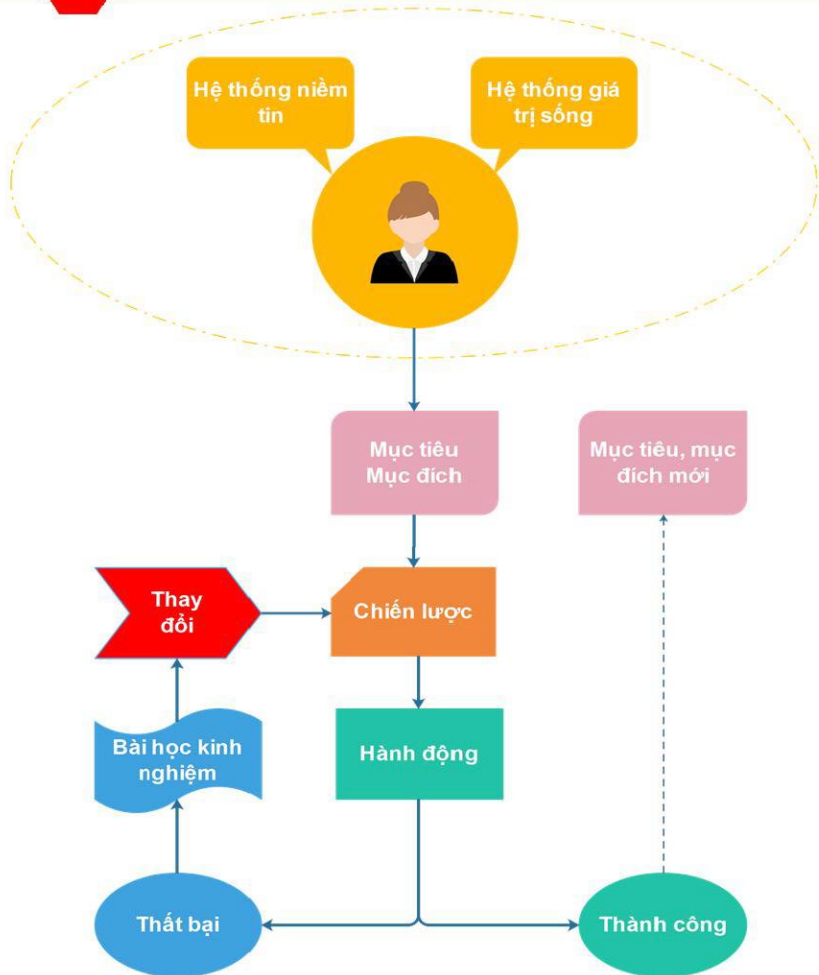 Hệ thống niềm
tin
Hệ thống giá
trị sống
Mục tiêu
Mục đích
Mục tiêu, mục
đích mới
Thay
đổi
Chiến lược
Bài học kinh
nghiệm
Hành động
Thất bại
Thành công